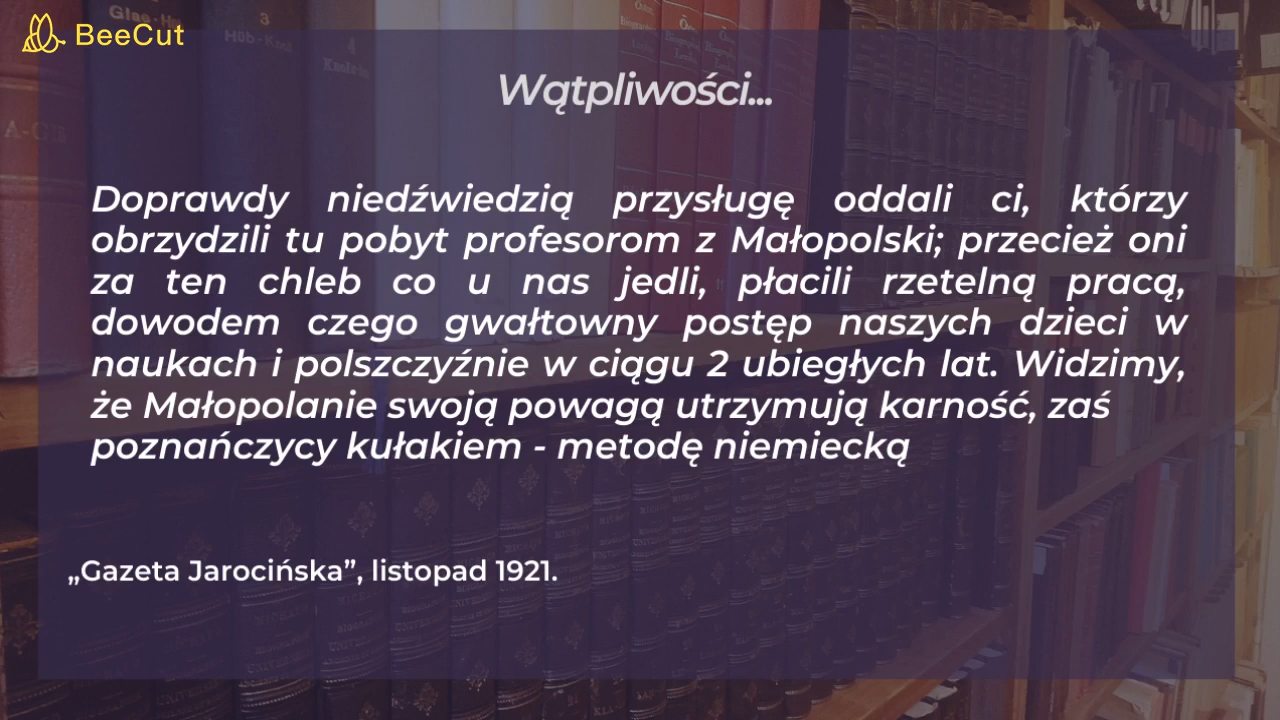 BeeCut
Wątpliwości...
Doprawdy niedźwiedzią przysługę oddali ci, którzy
obrzydzili tu pobyt profesorom z Małopolski; przecież oni
za ten chleb co u nas jedli, płacili rzetelną pracą,
dowodem czego gwałtowny postęp naszych dzieci w
naukach i polszczyźnie w ciągu 2 ubiegłych lat. Widzimy,
że Małopolanie swoją powagą utrzymują karność, zaś
poznańczycy kułakiem - metodę niemiecką
„Gazeta Jarocińska”, listopad 1921.